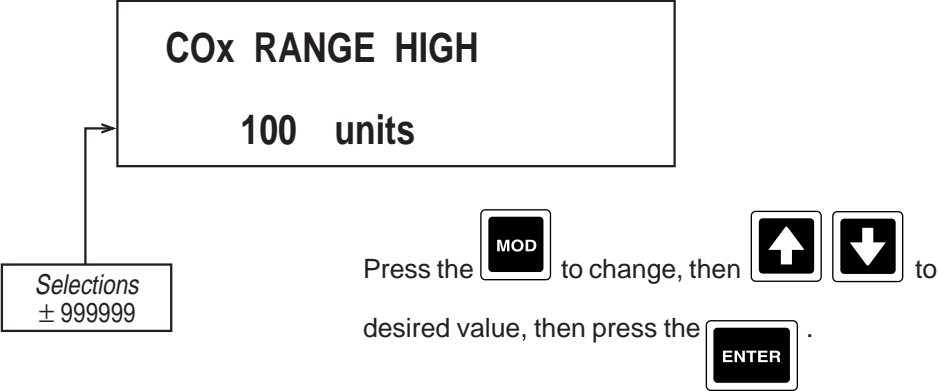 COx RANGE HIGH
100 units
Selections
± 999999
Press the MOD to change, then to
desired value, then press the ENTER .